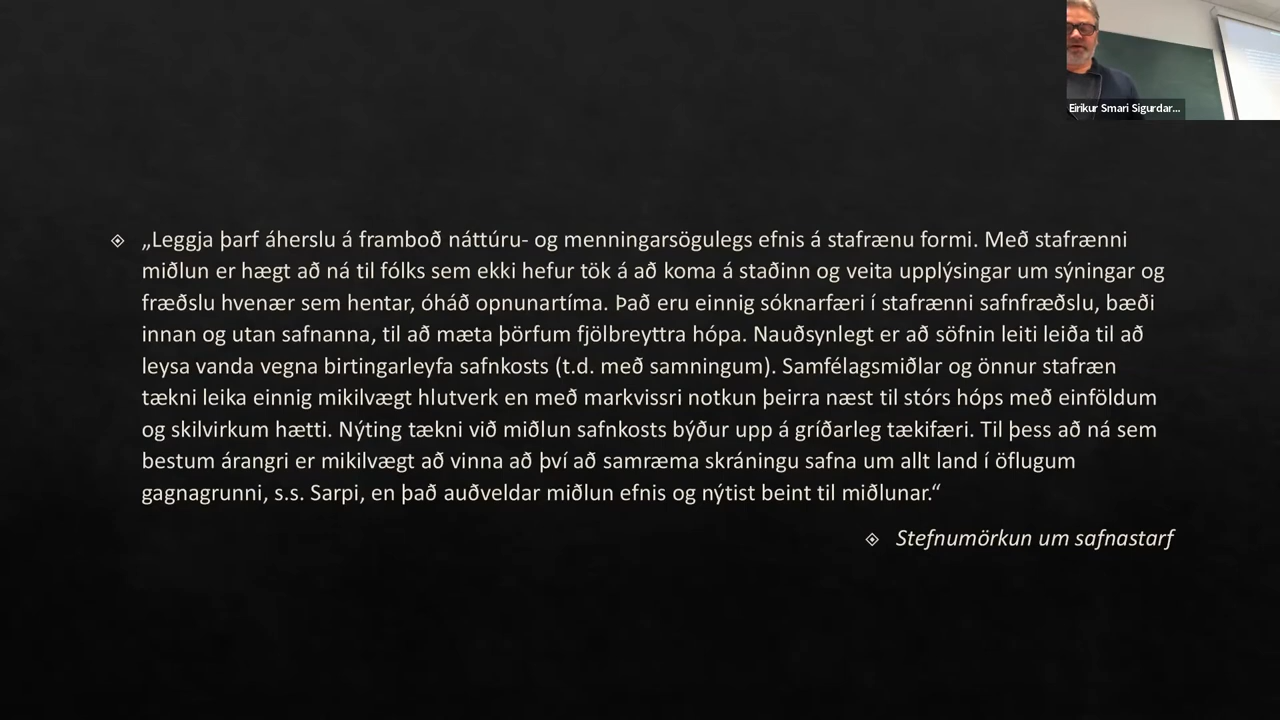 Eirikur Smari Sigurdar...
„Leggja þarf áherslu á framboð náttúru- og menningarsögulegs efnis á stafrænu formi. Með stafrænni
miðlun er hægt að ná til fólks sem ekki hefur tök á að koma á staðinn og veita upplýsingar um sýningar og
fræðslu hvenær sem hentar, óháð opnunartíma. Það eru einnig sóknarfæri í stafrænni safnfræðslu, bæði
innan og utan safnanna, til að mæta þörfum fjölbreyttra hópa. Nauðsynlegt er að söfnin leiti leiða til að
leysa vanda vegna birtingarleyfa safnkosts (t.d. með samningum). Samfélagsmiðlar og önnur stafræn
tækni leika einnig mikilvægt hlutverk en með markvissri notkun þeirra næst til stórs hóps með einföldum
og skilvirkum hætti. Nýting tækni við miðlun safnkosts býður upp á gríðarleg tækifæri. Til þess að ná sem
bestum árangri er mikilvægt að vinna að því að samræma skráningu safna um allt land í öflugum
gagnagrunni, s.s. Sarpi, en það auðveldar miðlun efnis og nýtist beint til miðlunar.“
Stefnumörkun um safnastarf